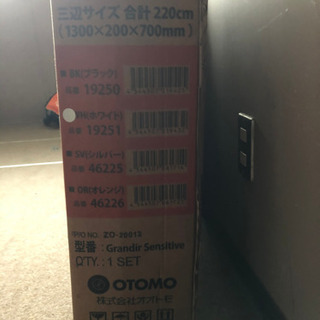 三辺サイズ 合計 220cm
(1300×200×700mm)
BK(ブラック)
品番 19250
WH(ホワイト)
品番 19251
SV(シルバー)
品番 46225
OR(オレンジ)
品番 46226
型番：Grandir Sensitive
Q'TY.: 1 SET
OTOMO
株式会社オオトモ